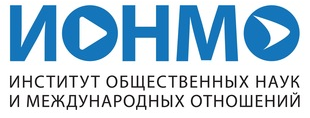 ИОНМО
ИНСТИТУТ ОБЩЕСТВЕННЫХ НАУК
И МЕЖДУНАРОДНЫХ ОТНОШЕНИЙ